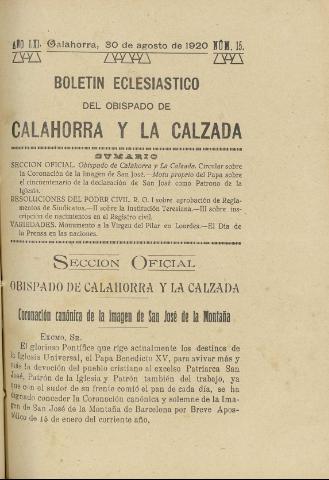 AÑO LXI. Calahorra, 30 de agosto de 1920 NÚM. 15.
BOLETIN ECLESIASTICO
DEL OBISPADO DE
CALAHORRA Y LA CALZADA
SUMARIO
SECCION OFICIAL. Obispado de Calahorra y La Calzada. Circular sobre
la Coronación de la Imagen de San José.—Motu proprio del Papa sobre
el cincuentenario de la declaración de San José como Patrono de la
Iglesia.
RESOLUCIONES DEL PODER CIVIL. R. O. I sobre aprobación de Regla-
mentos de Sindicatos.—II sobre la Institución Teresiana.—III sobre ins-
cripción de nacimientos en el Registro civil.
VARIEDADES. Monumento a la Virgen del Pilar en Lourdes.—El Día de
la Prensa en las naciones.
SECCION OFICIAL
OBISPADO DE CALAHORRA Y LA CALZADA
Coronación canónica de la Imagen de San José de la Montaña
EXCMO. SR.
El glorioso Pontífice que rige actualmente los destinos de
la Iglesia Universal, el Papa Benedicto XV, para avivar más y
más la devoción del pueblo cristiano al excelso Patriarca San
José, Patrón de la Iglesia y Patrón también del trabajo, ya
que con el sudor de su frente comió el pan de cada día, se ha
dignado conceder la Coronación canónica y solemne de la Ima-
gen de San José de la Montaña de Barcelona por Breve Apos-
tólico de 15 de enero del corriente año,